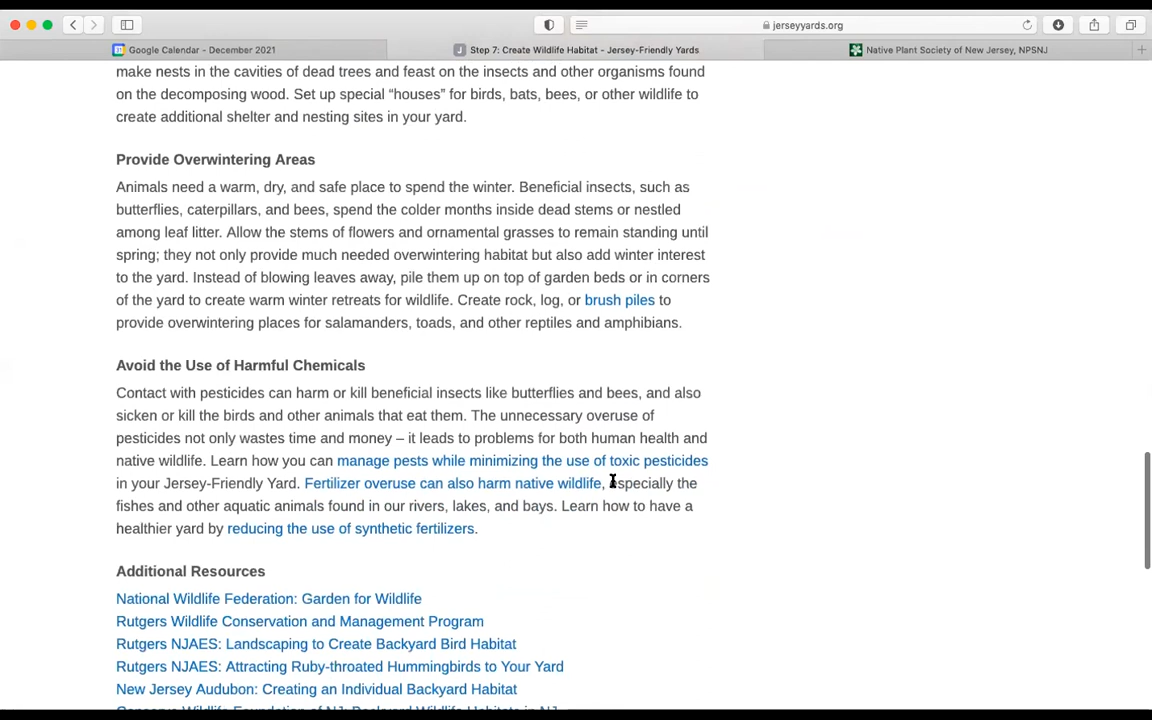 jerseyyards.org
Google Calendar - December 2021
Step 7: Create Wildlife Habitat - Jersey-Friendly Yards
Native Plant Society of New Jersey, NPSNJ
make nests in the cavities of dead trees and feast on the insects and other organisms found
on the decomposing wood. Set up special “houses” for birds, bats, bees, or other wildlife to
create additional shelter and nesting sites in your yard.
Provide Overwintering Areas
Animals need a warm, dry, and safe place to spend the winter. Beneficial insects, such as
butterflies, caterpillars, and bees, spend the colder months inside dead stems or nestled
among leaf litter. Allow the stems of flowers and ornamental grasses to remain standing until
spring; they not only provide much needed overwintering habitat but also add winter interest
to the yard. Instead of blowing leaves away, pile them up on top of garden beds or in corners
of the yard to create warm winter retreats for wildlife. Create rock, log, or brush piles to
provide overwintering places for salamanders, toads, and other reptiles and amphibians.
Avoid the Use of Harmful Chemicals
Contact with pesticides can harm or kill beneficial insects like butterflies and bees, and also
sicken or kill the birds and other animals that eat them. The unnecessary overuse of
pesticides not only wastes time and money – it leads to problems for both human health and
native wildlife. Learn how you can manage pests while minimizing the use of toxic pesticides
in your Jersey-Friendly Yard. Fertilizer overuse can also harm native wildlife, especially the
fishes and other aquatic animals found in our rivers, lakes, and bays. Learn how to have a
healthier yard by reducing the use of synthetic fertilizers.
Additional Resources
National Wildlife Federation: Garden for Wildlife
Rutgers Wildlife Conservation and Management Program
Rutgers NJAES: Landscaping to Create Backyard Bird Habitat
Rutgers NJAES: Attracting Ruby-throated Hummingbirds to Your Yard
New Jersey Audubon: Creating an Individual Backyard Habitat
Conserve Wildlife Foundation of NJ: Backyard Wildlife Habitats in NJ